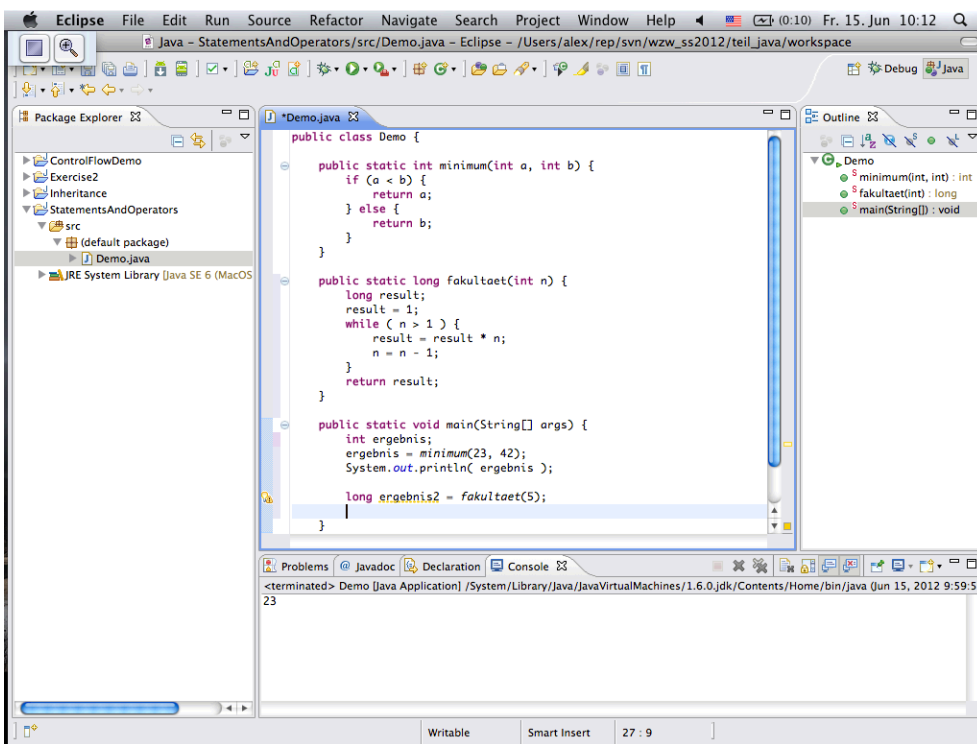 Eclipse File Edit Run Source Refactor Navigate Search Project Window Help (0:10) Fr. 15. Jun 10:12
Java – StatementsAndOperators/src/Demo.java – Eclipse – /Users/alex/rep/svn/wzw_ss2012/teil_java/workspace
Debug Java
Package Explorer
ControlFlowDemo
Exercise2
Inheritance
StatementsAndOperators
src
(default package)
Demo.java
JRE System Library [Java SE 6 (MacOS
*Demo.java
public class Demo {
public static int minimum(int a, int b) {
if (a < b) {
return a;
} else {
return b;
}
}
public static long fakultaet(int n) {
long result;
result = 1;
while ( n > 1 ) {
result = result * n;
n = n - 1;
}
return result;
}
public static void main(String[] args) {
int ergebnis;
ergebnis = minimum(23, 42);
System.out.println( ergebnis );
long ergebnis2 = fakultaet(5);
}
Outline
Demo
minimum(int, int) : int
fakultaet(int) : long
main(String[]) : void
Problems @ Javadoc Declaration Console
<terminated> Demo [Java Application] /System/Library/Java/JavaVirtualMachines/1.6.0.jdk/Contents/Home/bin/java (Jun 15, 2012 9:59:5
23
Writable Smart Insert 27 : 9